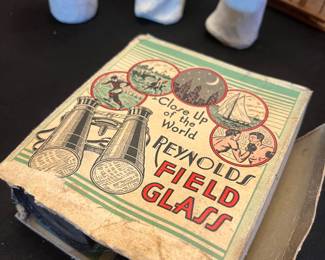 Close Up
of the
World
REYNOLDS
FIELD
GLASS